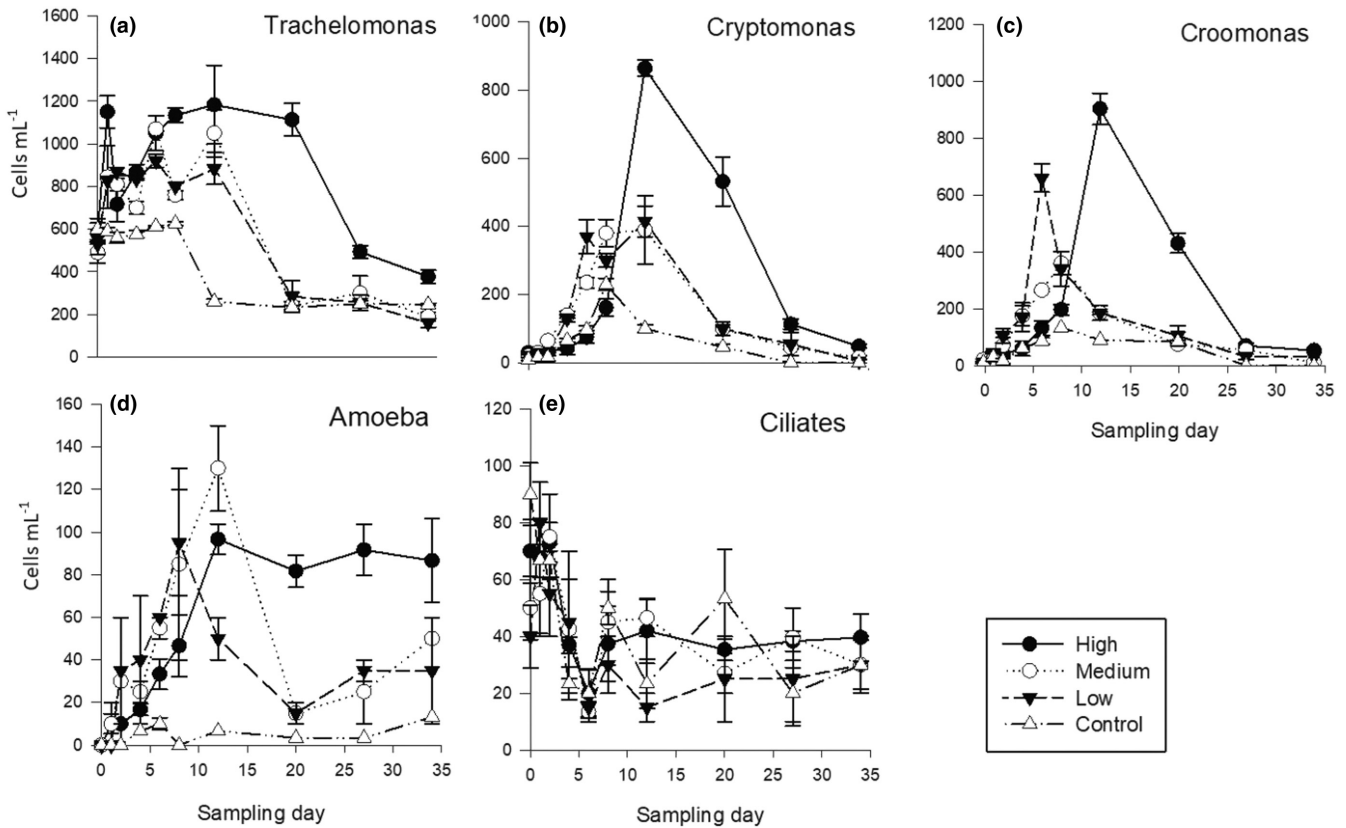 (a) Trachelomonas
1600
1400
1200
1000
800
600
400
200
0
Cells mL-1
(b) Cryptomonas
1000
800
600
400
200
0
(c) Croomonas
1200
1000
800
600
400
200
0
0 5 10 15 20 25 30 35
Sampling day
(d) Amoeba
160
140
120
100
80
60
40
20
0
Cells mL-1
0 5 10 15 20 25 30 35
Sampling day
(e) Ciliates
120
100
80
60
40
20
0
0 5 10 15 20 25 30 35
Sampling day
High
Medium
Low
Control